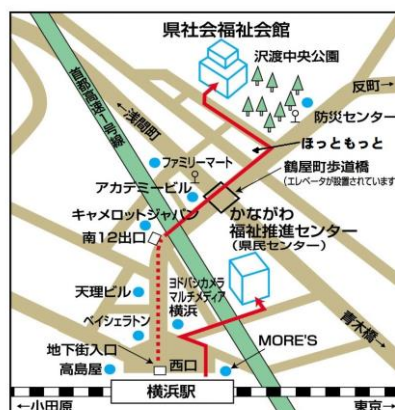 県社会福祉会館
沢渡中央公園
反町→
首都高速1号線
←浅間町
防災センター
ほっともっと
ファミリーマート
鶴屋町歩道橋
(エレベータが設置されています)
アカデミービル
キャメロットジャパン
かながわ
福祉推進センター
(県民センター)
南12出口
天理ビル
ヨドバシカメラ
マルチメディア
横浜
ベイシェラトン
青木橋→
地下街入口
西口
MORE'S
高島屋
横浜駅
←小田原
東京→